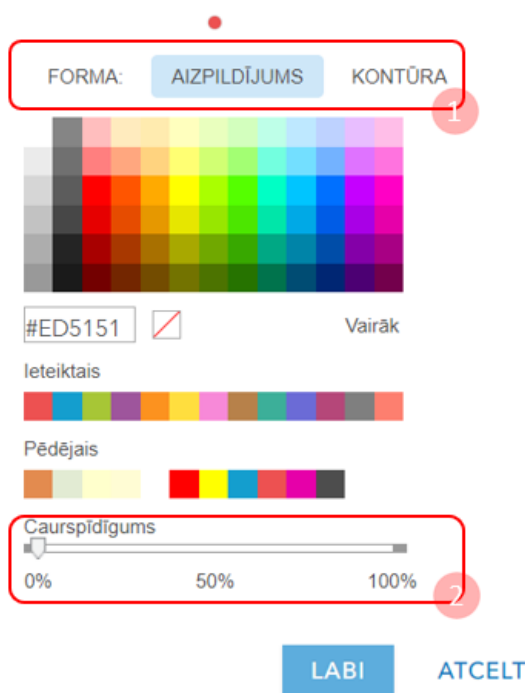 FORMA: AIZPILDĪJUMS KONTŪRA
1
#ED5151 Vairāk
Ieteiktais
Pēdējais
Caurspīdīgums
0% 50% 100%
2
LABI ATCELT